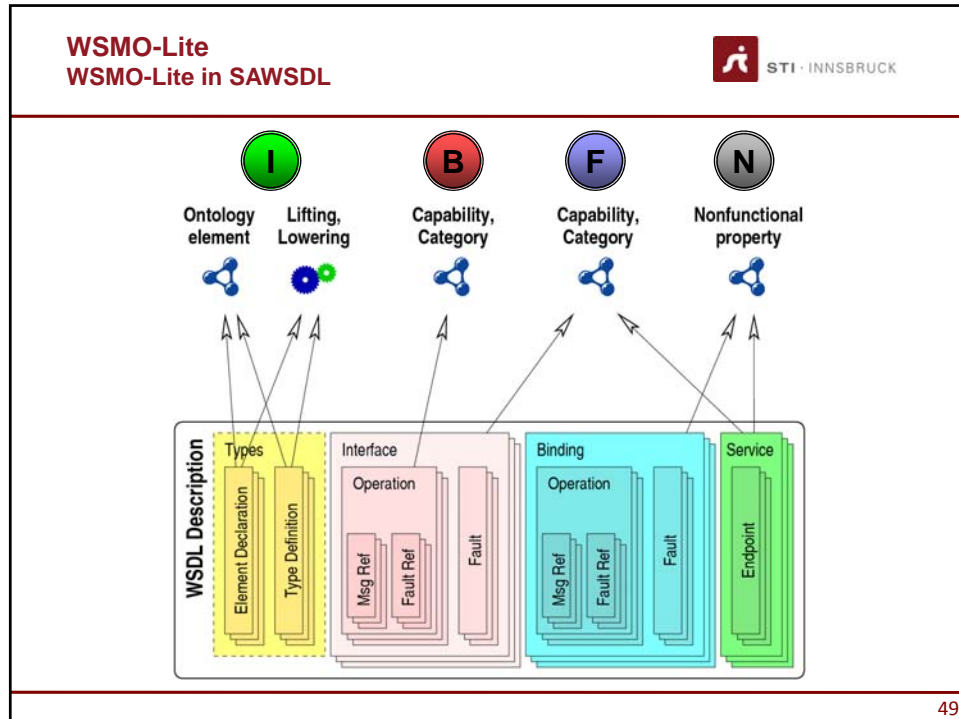 WSMO-Lite
WSMO-Lite in SAWSDL
STI · INNSBRUCK
I
B
F
N
Ontology
element
Lifting,
Lowering
Capability,
Category
Capability,
Category
Nonfunctional
property
WSDL Description
Types
Element Declaration
Type Definition
Interface
Operation
Msg Ref
Fault Ref
Fault
Binding
Operation
Msg Ref
Fault Ref
Fault
Service
Endpoint
49